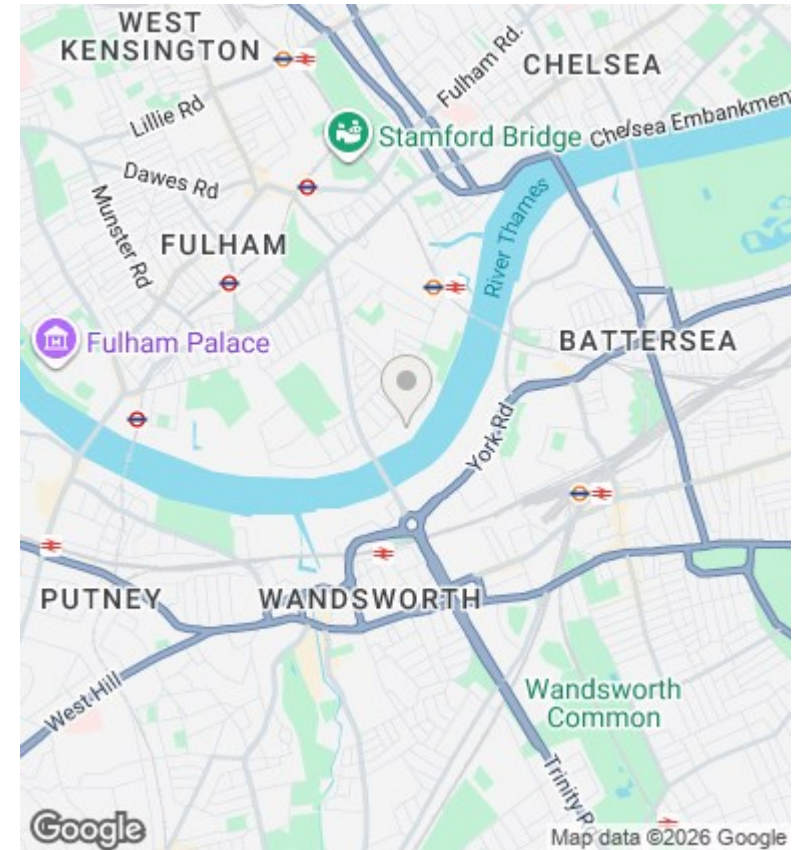 WEST
KENSINGTON
CHELSEA
Fulham Rd.
Lillie Rd
Stamford Bridge
Chelsea Embankment
Dawes Rd
Munster Rd
FULHAM
River Thames
Fulham Palace
BATTERSEA
York Rd
PUTNEY
WANDSWORTH
West Hill
Wandsworth
Common
Trinity R
Google
Map data ©2026 Google